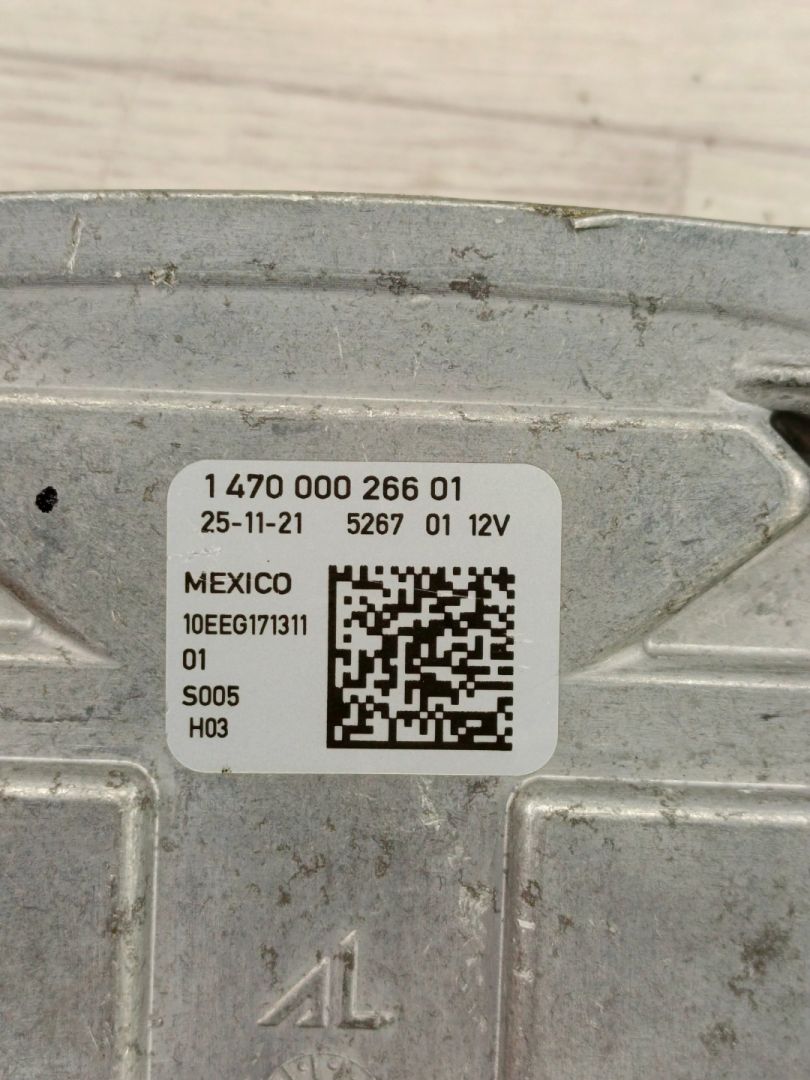 1 470 000 266 01
25-11-21 5267 01 12V
MEXICO
10EEG171311
01
S005
H03
AL